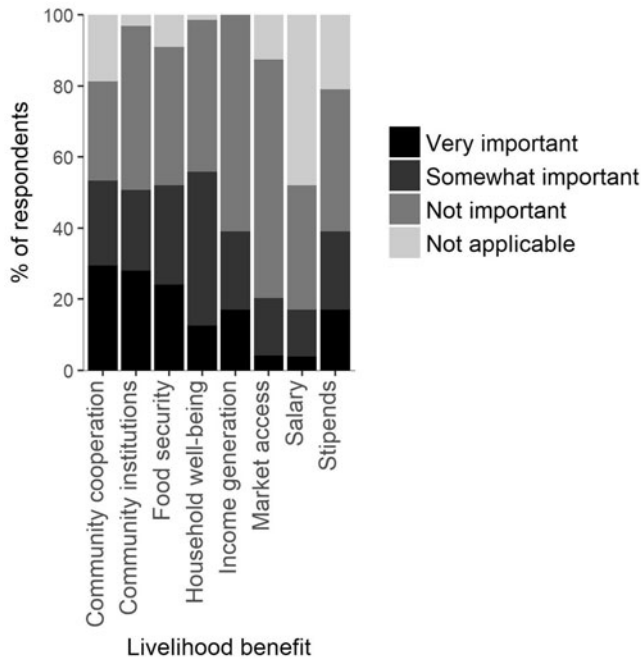 100
80
60
40
20
0
% of respondents
Very important
Somewhat important
Not important
Not applicable
Community cooperation
Community institutions
Food security
Household well-being
Income generation
Market access
Salary
Stipends
Livelihood benefit